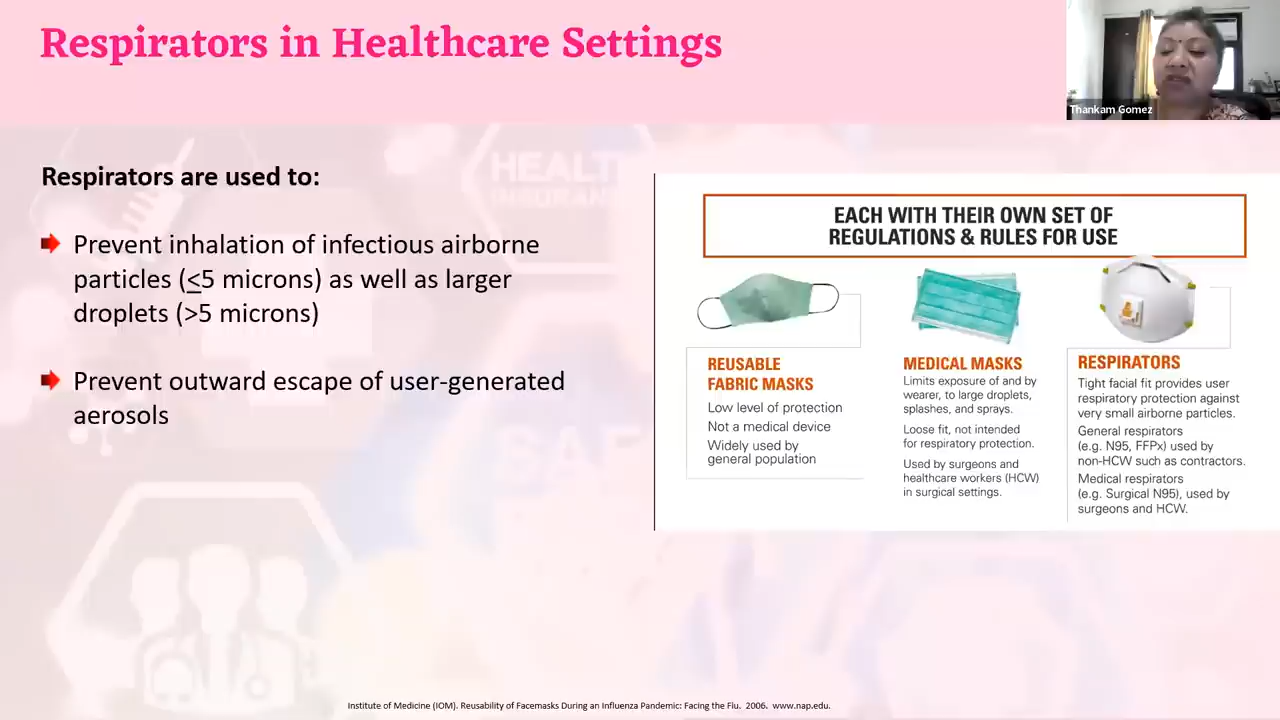 Respirators in Healthcare Settings
Thankam Gomez
Respirators are used to:
Prevent inhalation of infectious airborne
particles (≤5 microns) as well as larger
droplets (>5 microns)
Prevent outward escape of user-generated
aerosols
HEALT
INSURAN
SAF
EACH WITH THEIR OWN SET OF
REGULATIONS & RULES FOR USE
REUSABLE
FABRIC MASKS
Low level of protection
Not a medical device
Widely used by
general population
MEDICAL MASKS
Limits exposure of and by
wearer, to large droplets,
splashes, and sprays.
Loose fit, not intended
for respiratory protection.
Used by surgeons and
healthcare workers (HCW)
in surgical settings.
RESPIRATORS
Tight facial fit provides user
respiratory protection against
very small airborne particles.
General respirators
(e.g. N95, FFPx) used by
non-HCW such as contractors.
Medical respirators
(e.g. Surgical N95), used by
surgeons and HCW.
Institute of Medicine (IOM). Reusability of Facemasks During an Influenza Pandemic: Facing the Flu. 2006. www.nap.edu.